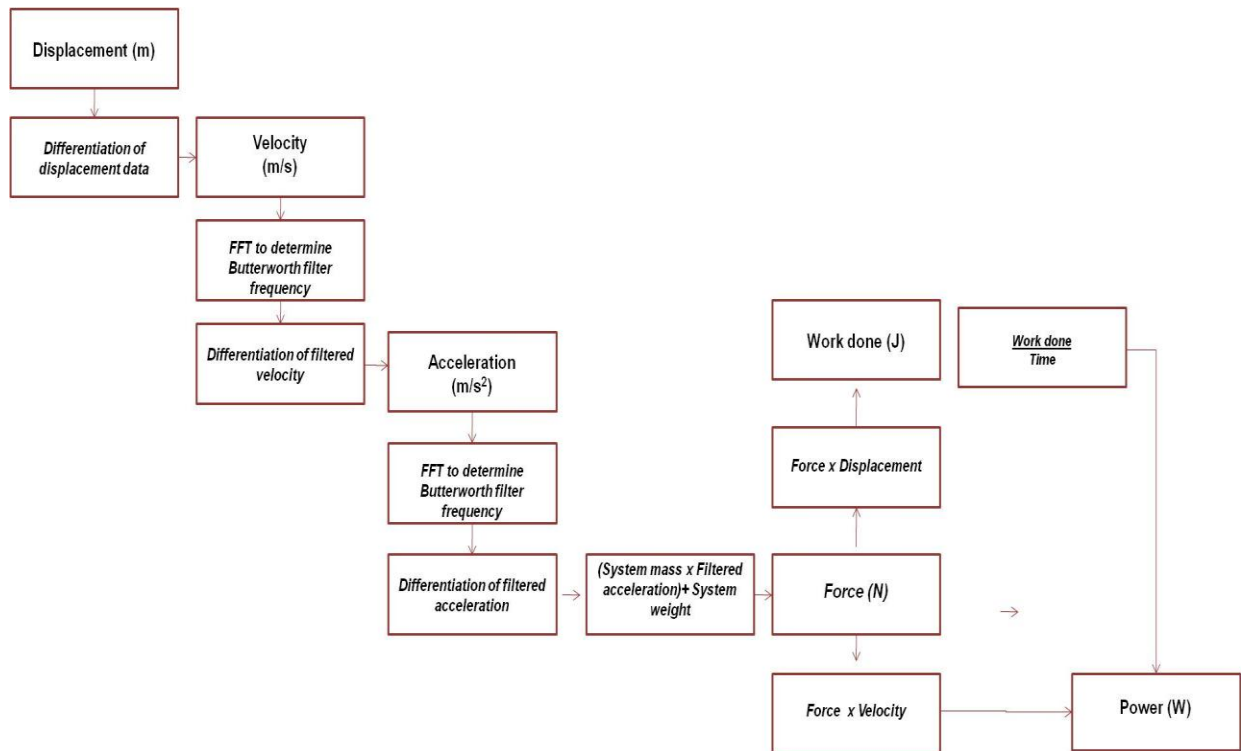 Displacement (m)
Differentiation of
displacement data
Velocity
(m/s)
FFT to determine
Butterworth filter
frequency
Differentiation of filtered
velocity
Acceleration
(m/s²)
FFT to determine
Butterworth filter
frequency
Differentiation of filtered
acceleration
(System mass x Filtered
acceleration)+ System
weight
Force (N)
Force x Displacement
Work done (J)
Work done
Time
Force x Velocity
Power (W)